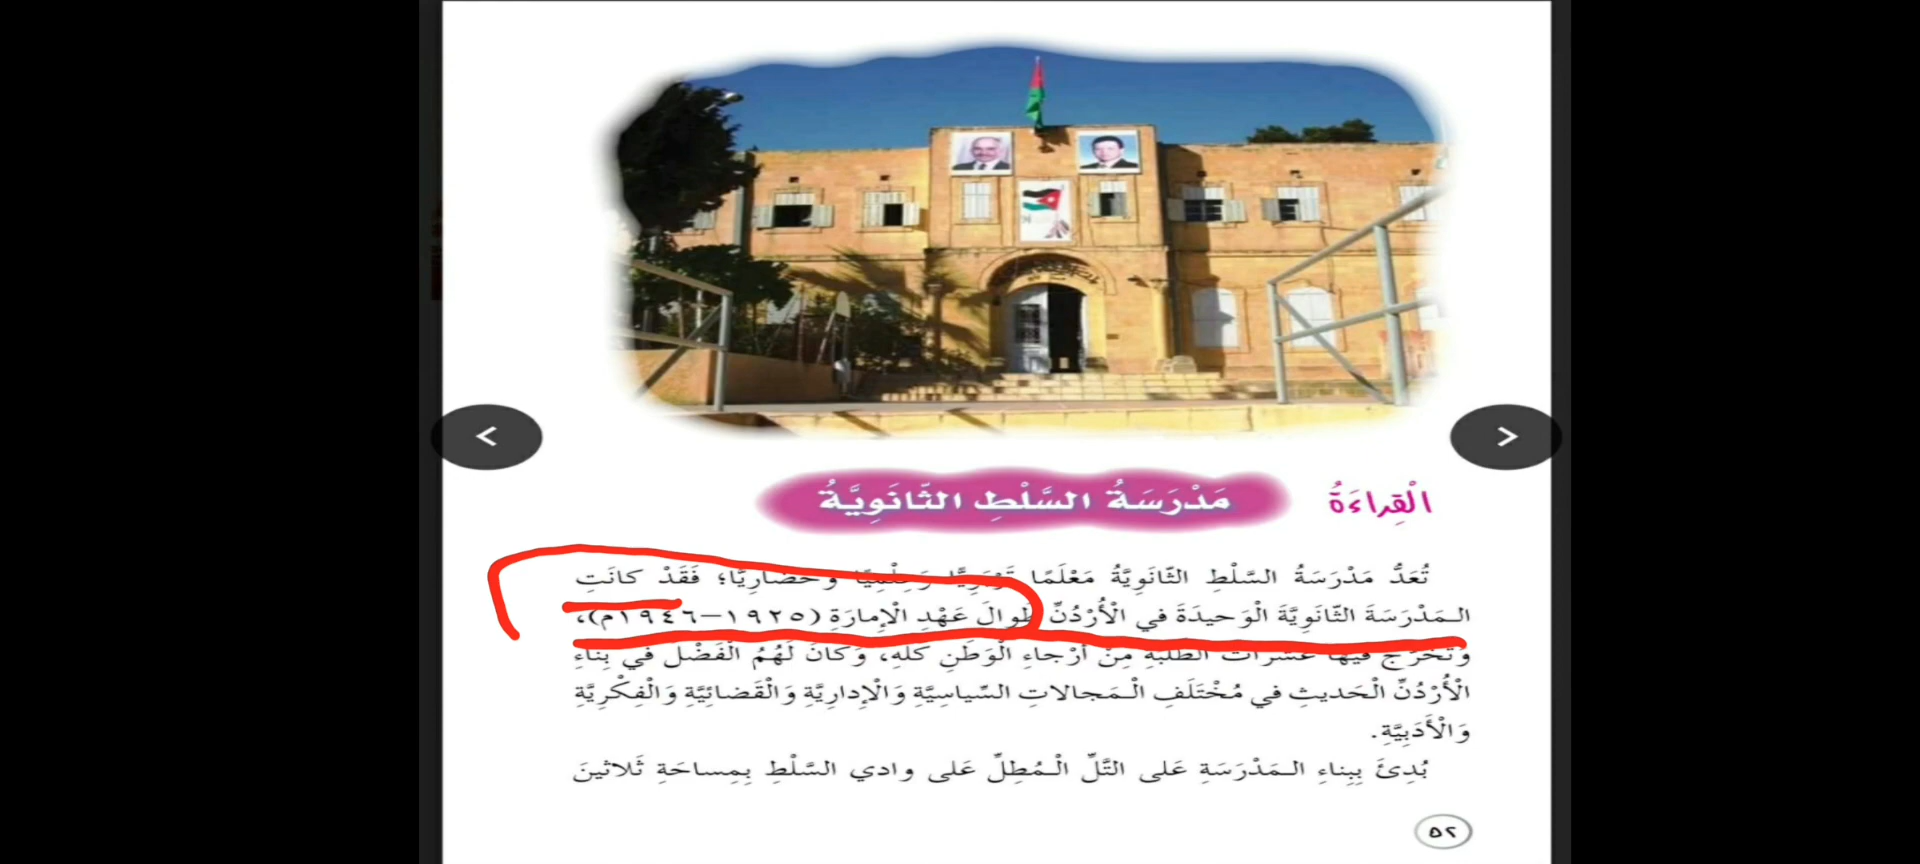 الْقِراءَةُ
مَدْرَسَةُ السَّلْطِ الثّانَوِيَّةُ
تُعَدُّ مَدْرَسَةُ السَّلْطِ الثّانَوِيَّةُ مَعْلَمًا تَرْبَوِيًّا وَعِلْمِيًّا وَحَضارِيًّا؛ فَقَدْ كانَتِ
الْمَدْرَسَةَ الثّانَوِيَّةَ الْوَحيدَةَ في الْأُرْدُنِّ طَوالَ عَهْدِ الْإِمارَةِ (١٩٢٥–١٩٤٦م)،
وَتَخَرَّجَ فيها عَشَراتُ الطَّلَبَةِ مِنْ أَرْجاءِ الْوَطَنِ كُلِّهِ، وَكانَ لَهُمُ الْفَضْلُ في بِناءِ
الْأُرْدُنِّ الْحَديثِ في مُخْتَلَفِ الْمَجالاتِ السِّياسِيَّةِ وَالْإِدارِيَّةِ وَالْقَضائِيَّةِ وَالْفِكْرِيَّةِ
وَالْأَدَبِيَّةِ.
بُدِئَ بِبِناءِ الْمَدْرَسَةِ عَلى التَّلِّ الْمُطِلِّ عَلى وادي السَّلْطِ بِمِساحَةِ ثَلاثينَ
٥٢